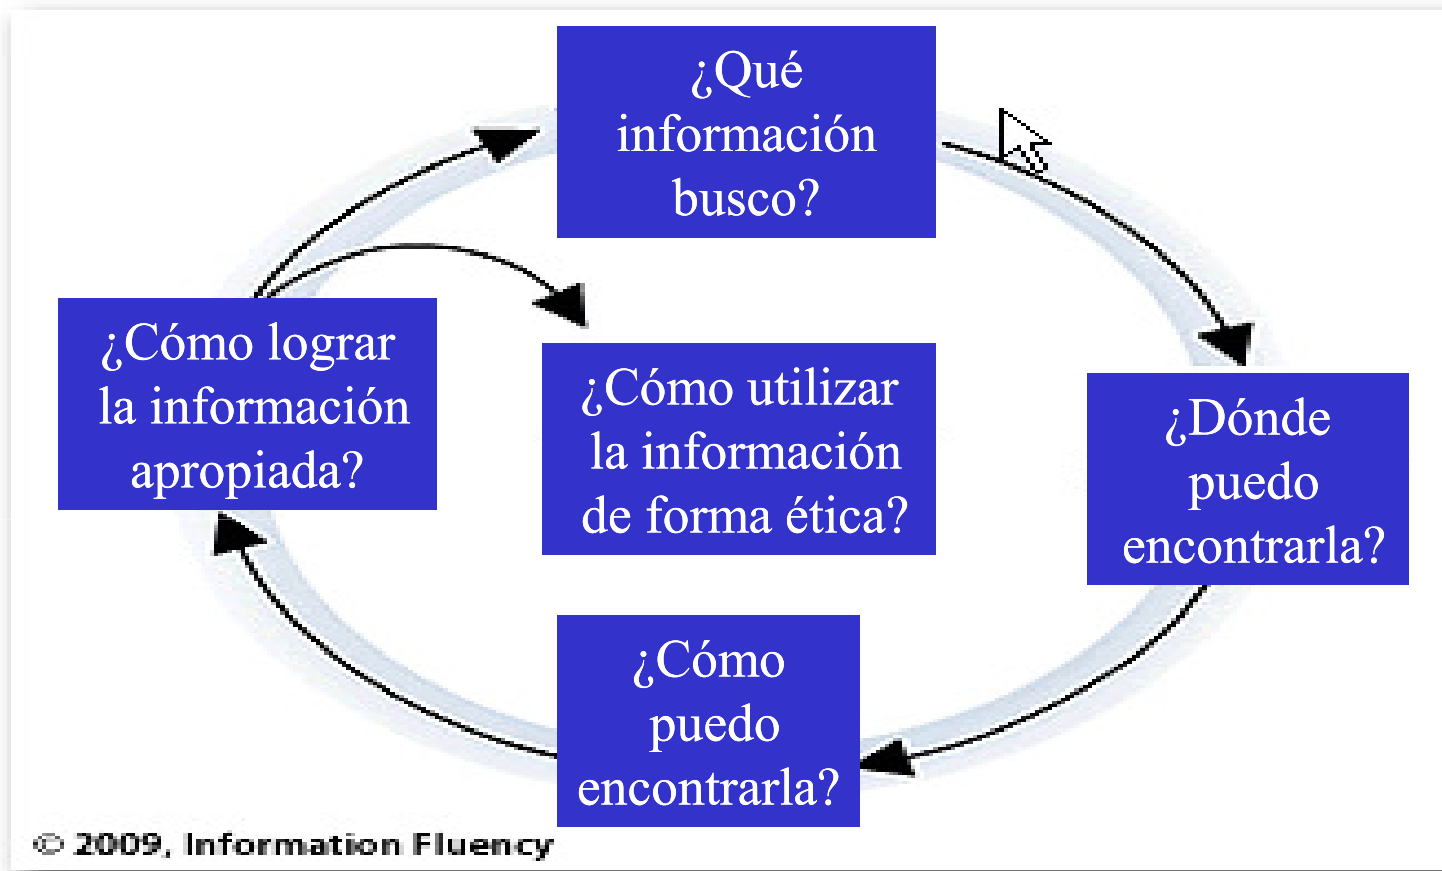 ¿Qué
información
busco?
¿Dónde
puedo
encontrarla?
¿Cómo
puedo
encontrarla?
¿Cómo lograr
la información
apropiada?
¿Cómo utilizar
la información
de forma ética?
© 2009, Information Fluency